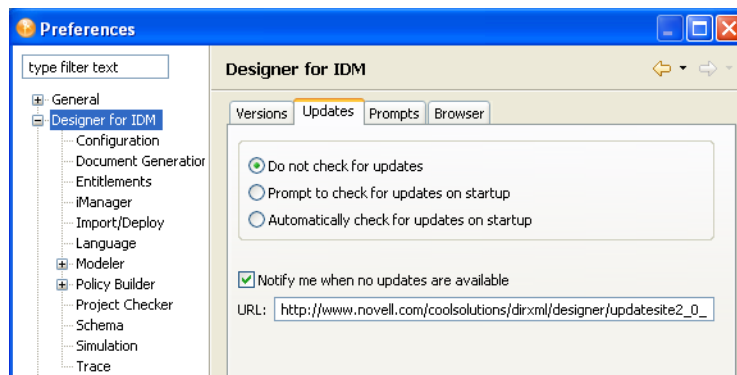 Preferences
type filter text
General
Designer for IDM
Configuration
Document Generation
Entitlements
iManager
Import/Deploy
Language
Modeler
Policy Builder
Project Checker
Schema
Simulation
Trace
Designer for IDM
Versions Updates Prompts Browser
Do not check for updates
Prompt to check for updates on startup
Automatically check for updates on startup
Notify me when no updates are available
URL: http://www.novell.com/coolsolutions/dirxml/designer/updatesite2_0_